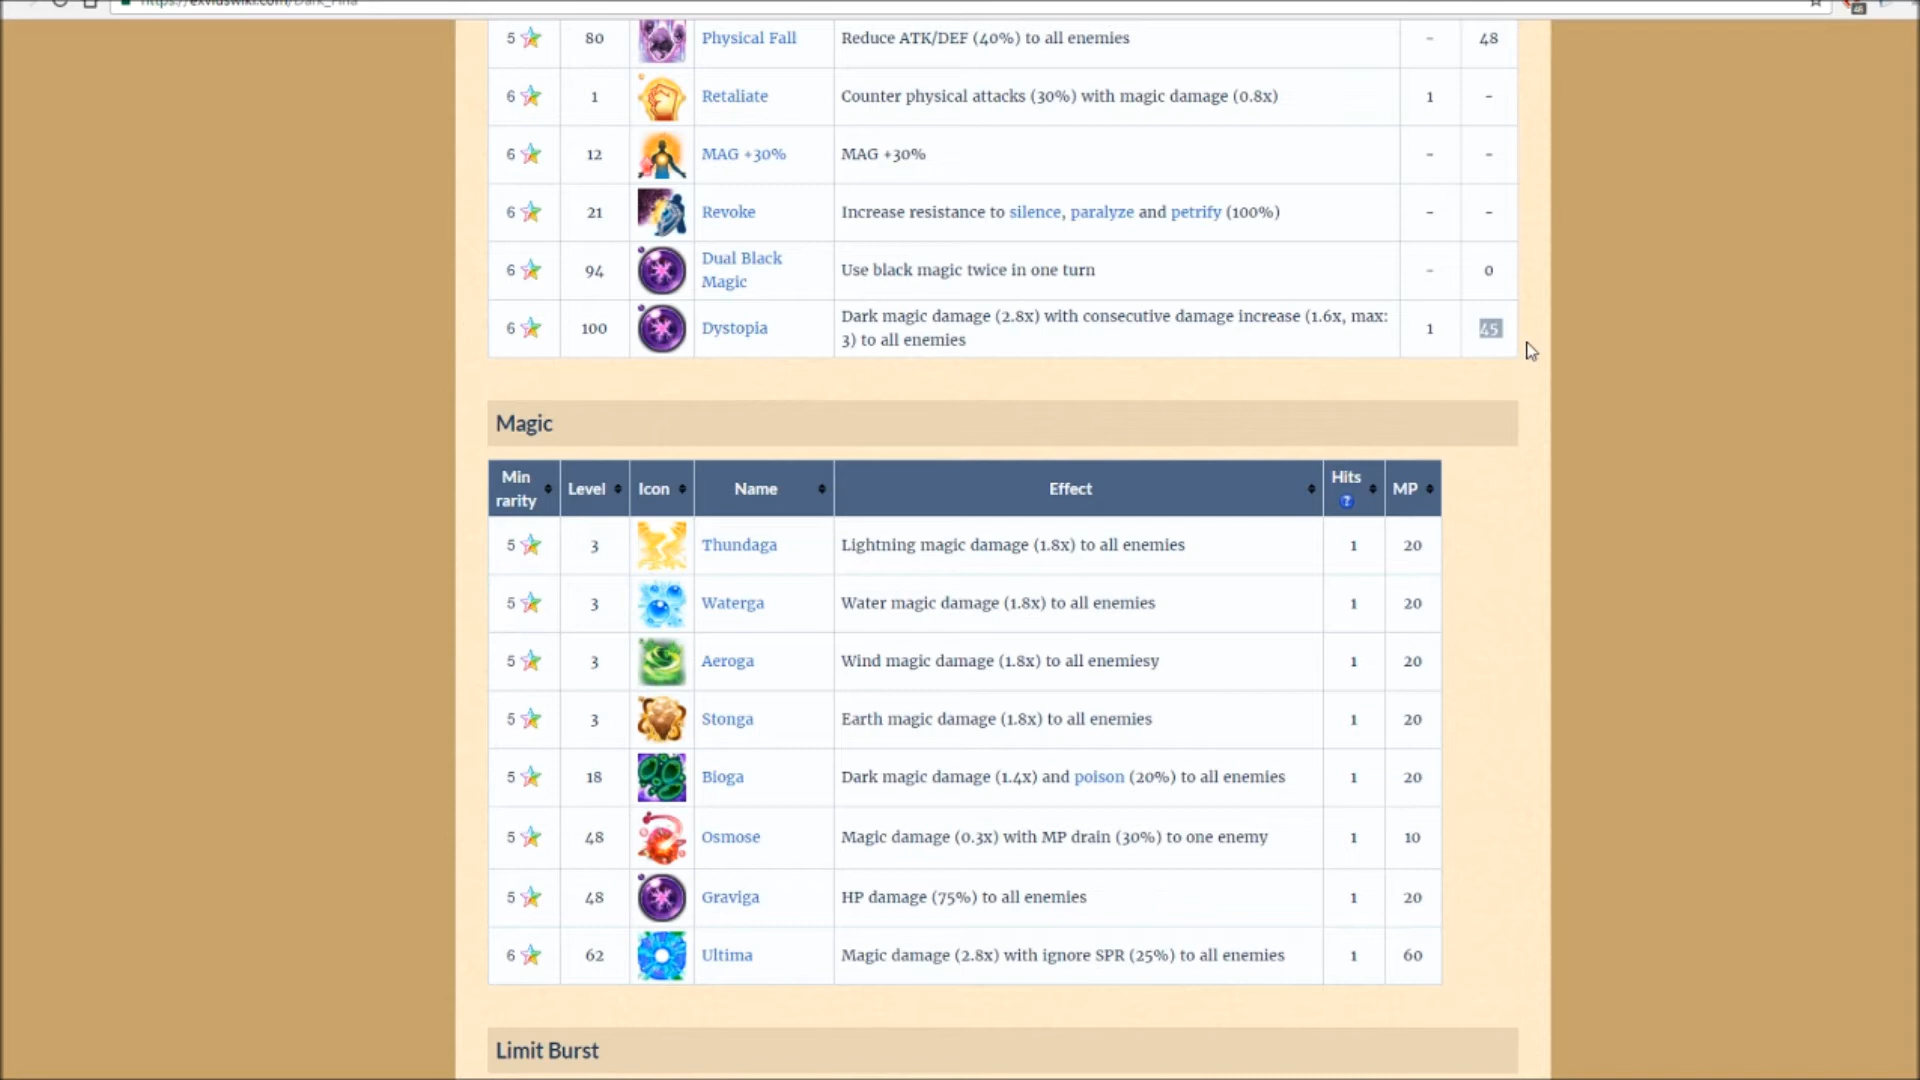 https://exviuswiki.com/Dark_Fina
5 80 Physical Fall Reduce ATK/DEF (40%) to all enemies - 48
6 1 Retaliate Counter physical attacks (30%) with magic damage (0.8x) 1 -
6 12 MAG +30% MAG +30% - -
6 21 Revoke Increase resistance to silence, paralyze and petrify (100%) - -
6 94 Dual Black Magic Use black magic twice in one turn - 0
6 100 Dystopia Dark magic damage (2.8x) with consecutive damage increase (1.6x, max: 3) to all enemies 1 45
Magic
Min rarity Level Icon Name Effect Hits ? MP
5 3 Thundaga Lightning magic damage (1.8x) to all enemies 1 20
5 3 Waterga Water magic damage (1.8x) to all enemies 1 20
5 3 Aeroga Wind magic damage (1.8x) to all enemiesy 1 20
5 3 Stonga Earth magic damage (1.8x) to all enemies 1 20
5 18 Bioga Dark magic damage (1.4x) and poison (20%) to all enemies 1 20
5 48 Osmose Magic damage (0.3x) with MP drain (30%) to one enemy 1 10
5 48 Graviga HP damage (75%) to all enemies 1 20
6 62 Ultima Magic damage (2.8x) with ignore SPR (25%) to all enemies 1 60
Limit Burst